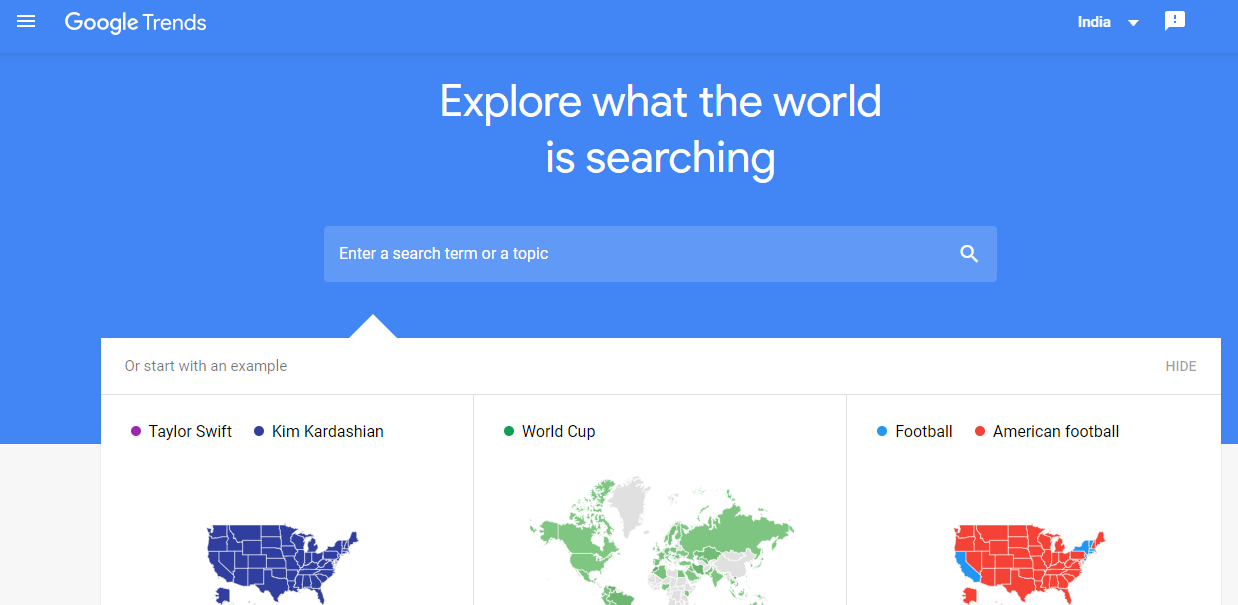 Google Trends
India
Explore what the world
is searching
Enter a search term or a topic
Or start with an example
HIDE
Taylor Swift Kim Kardashian
World Cup
Football American football